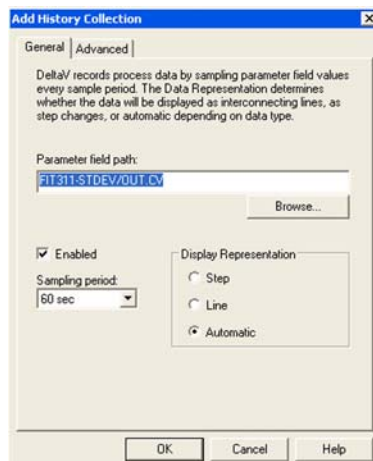 Add History Collection
General Advanced
DeltaV records process data by sampling parameter field values
every sample period. The Data Representation determines
whether the data will be displayed as interconnecting lines, as
step changes, or automatic depending on data type.
Parameter field path:
FIT311-STDEV/OUT.CV
Browse...
Enabled
Display Representation
Sampling period:
Step
60 sec
Line
Automatic
OK Cancel Help